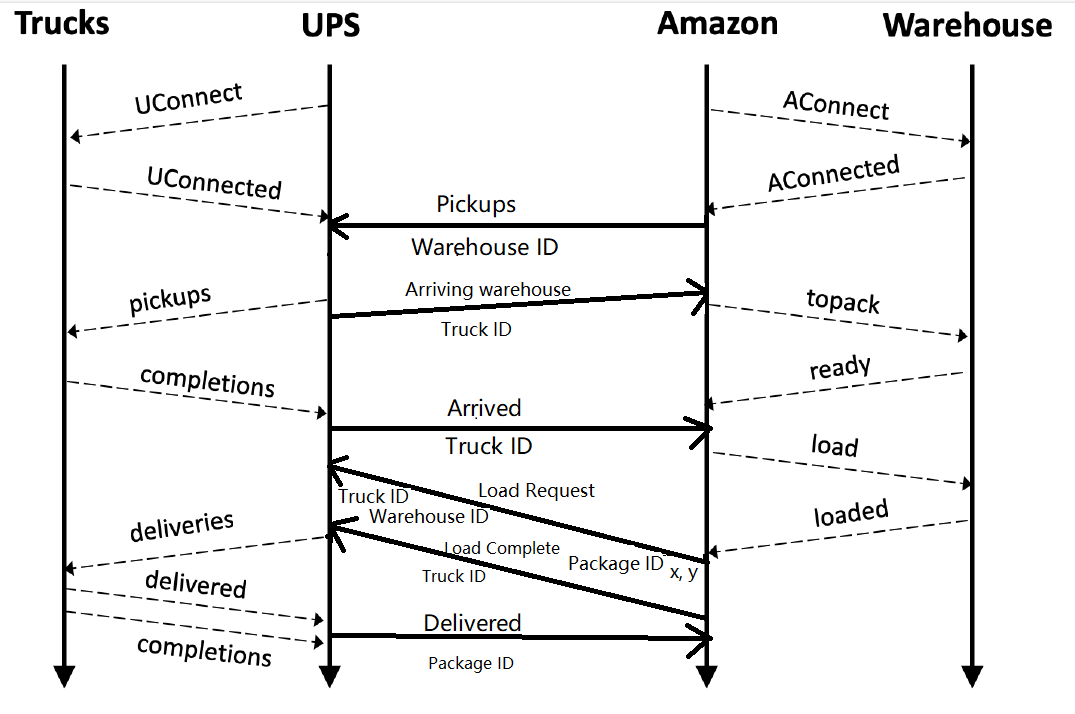 Trucks
UPS
Amazon
Warehouse
UConnect
AConnect
UConnected
AConnected
Pickups
Warehouse ID
pickups
Arriving warehouse
topack
Truck ID
completions
ready
Arrived
Truck ID
load
Truck ID
Load Request
Warehouse ID
loaded
deliveries
Load Complete
Package ID
x, y
Truck ID
delivered
Delivered
completions
Package ID